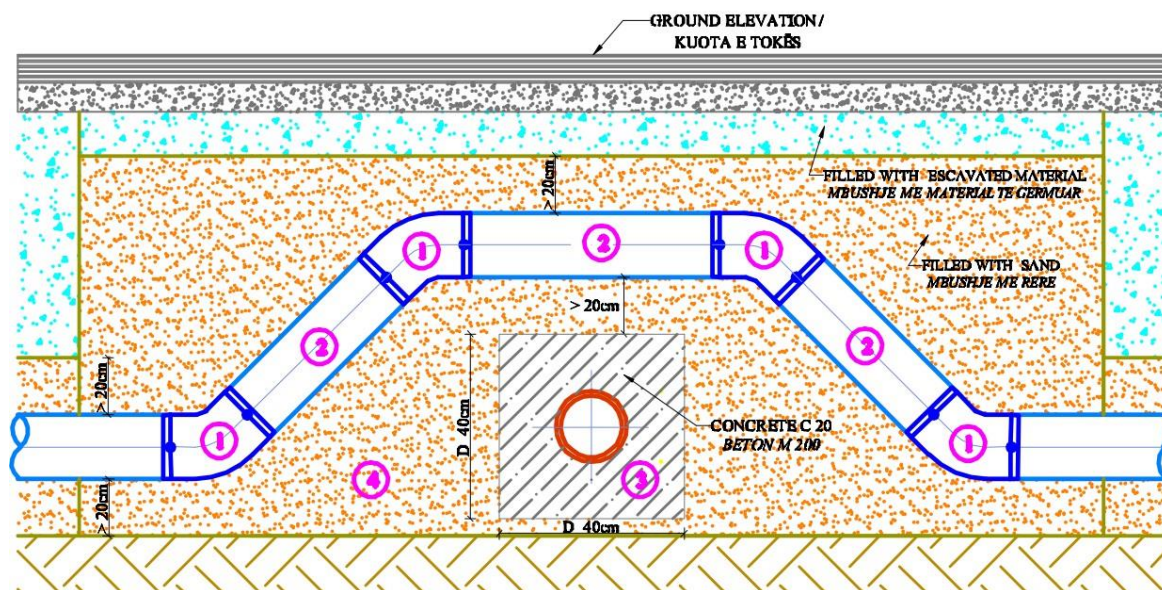 GROUND ELEVATION /
KUOTA E TOKËS
> 20cm
FILLED WITH ESCAVATED MATERIAL
MBUSHJE ME MATERIAL TE GERMUAR
1
2
1
FILLED WITH SAND
MBUSHJE ME RERE
> 20cm
2
2
> 20cm
D 40cm
CONCRETE C 20
BETON M 200
1
1
4
3
> 20cm
D 40cm